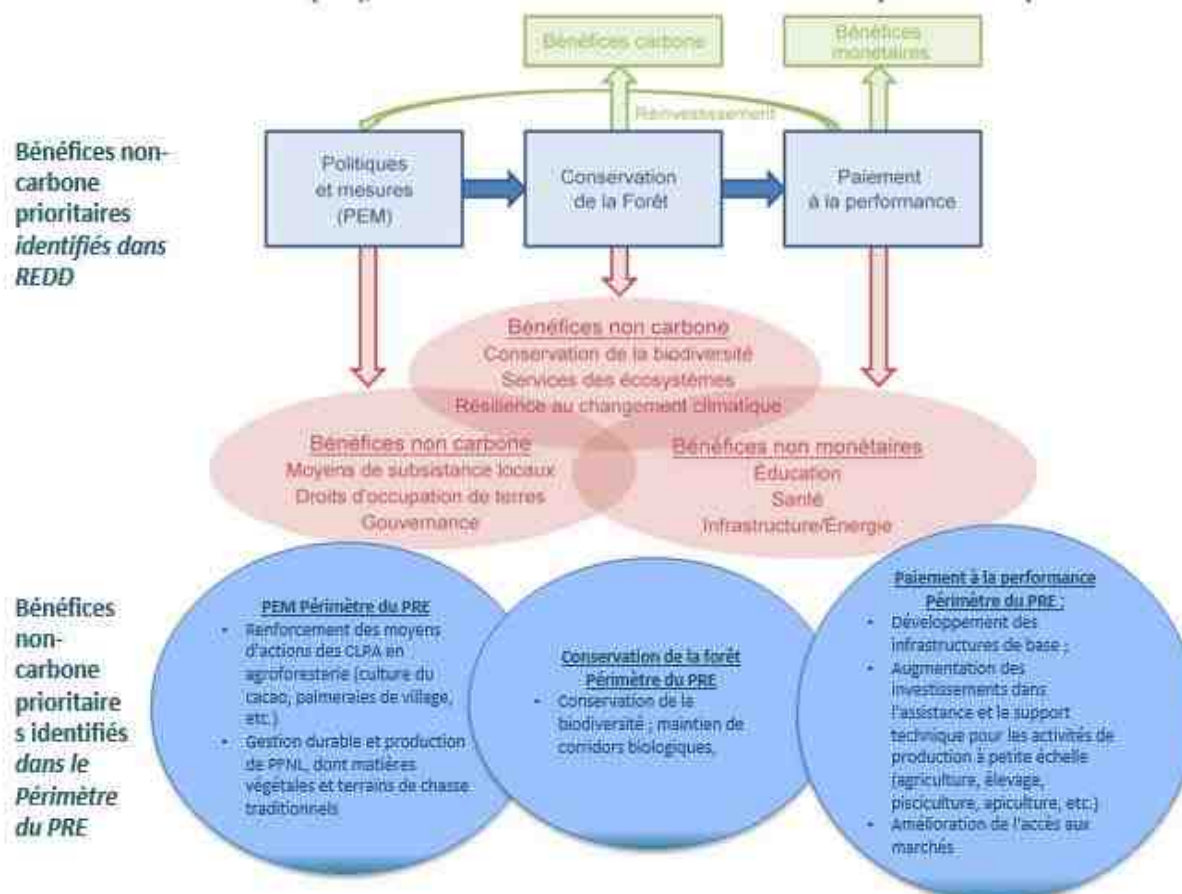 Bénéfices carbone
Bénéfices
monétaires
Réinvestissement
Bénéfices non-
carbone
prioritaires
identifiés dans
REDD
Politiques
et mesures
(PEM)
Conservation
de la Forêt
Paiement
à la performance
Bénéfices non carbone
Conservation de la biodiversité
Services des écosystèmes
Résilience au changement climatique
Bénéfices non carbone
Moyens de subsistance locaux
Droits d'occupation de terres
Gouvernance
Bénéfices non monétaires
Éducation
Santé
Infrastructure/Énergie
Bénéfices
non-
carbone
prioritaire
s identifiés
dans le
Périmètre
du PRE
PEM Périmètre du PRE
• Renforcement des moyens
d'actions des CLPA en
agroforesterie (culture du
cacao, palmeraies de village,
etc.)
• Gestion durable et production
de PFNL, dont matières
végétales et terrains de chasse
traditionnels
Conservation de la forêt
Périmètre du PRE
• Conservation de la
biodiversité ; maintien de
corridors biologiques.
Paiement à la performance
Périmètre du PRE :
• Développement des
infrastructures de base ;
• Augmentation des
investissements dans
l'assistance et le support
technique pour les activités de
production à petite échelle
(agriculture, élevage,
pisciculture, apiculture, etc.)
• Amélioration de l'accès aux
marchés